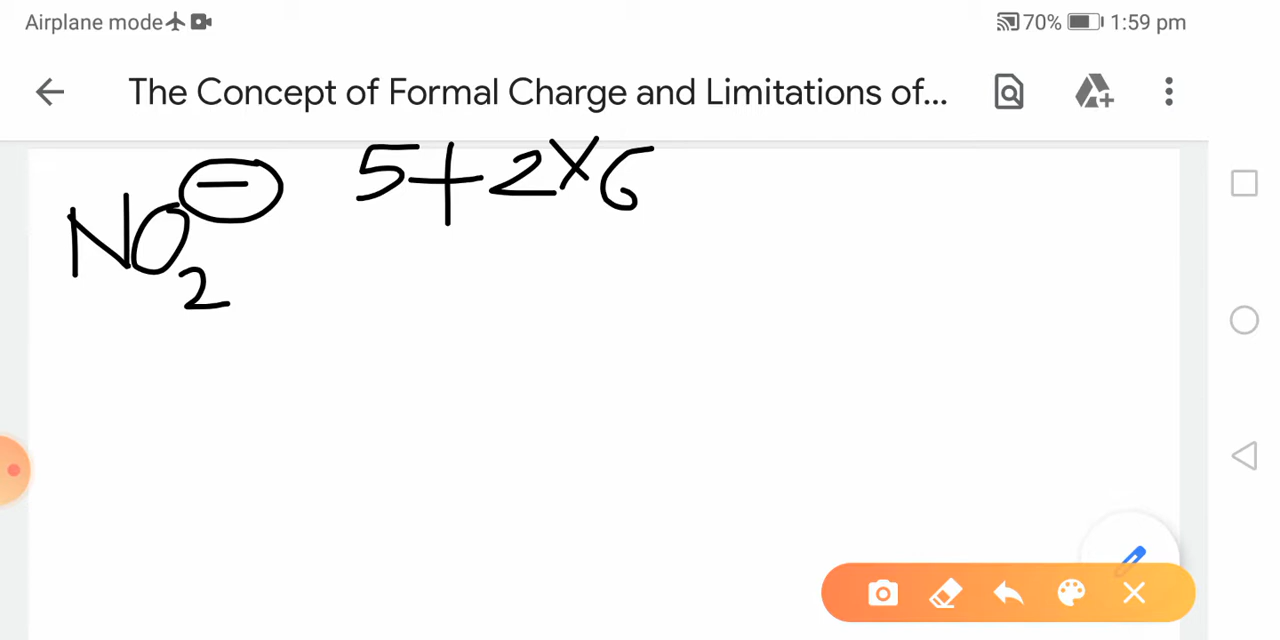 Airplane mode 70% 1:59 pm
The Concept of Formal Charge and Limitations of...
NO₂⁻ 5+2×6